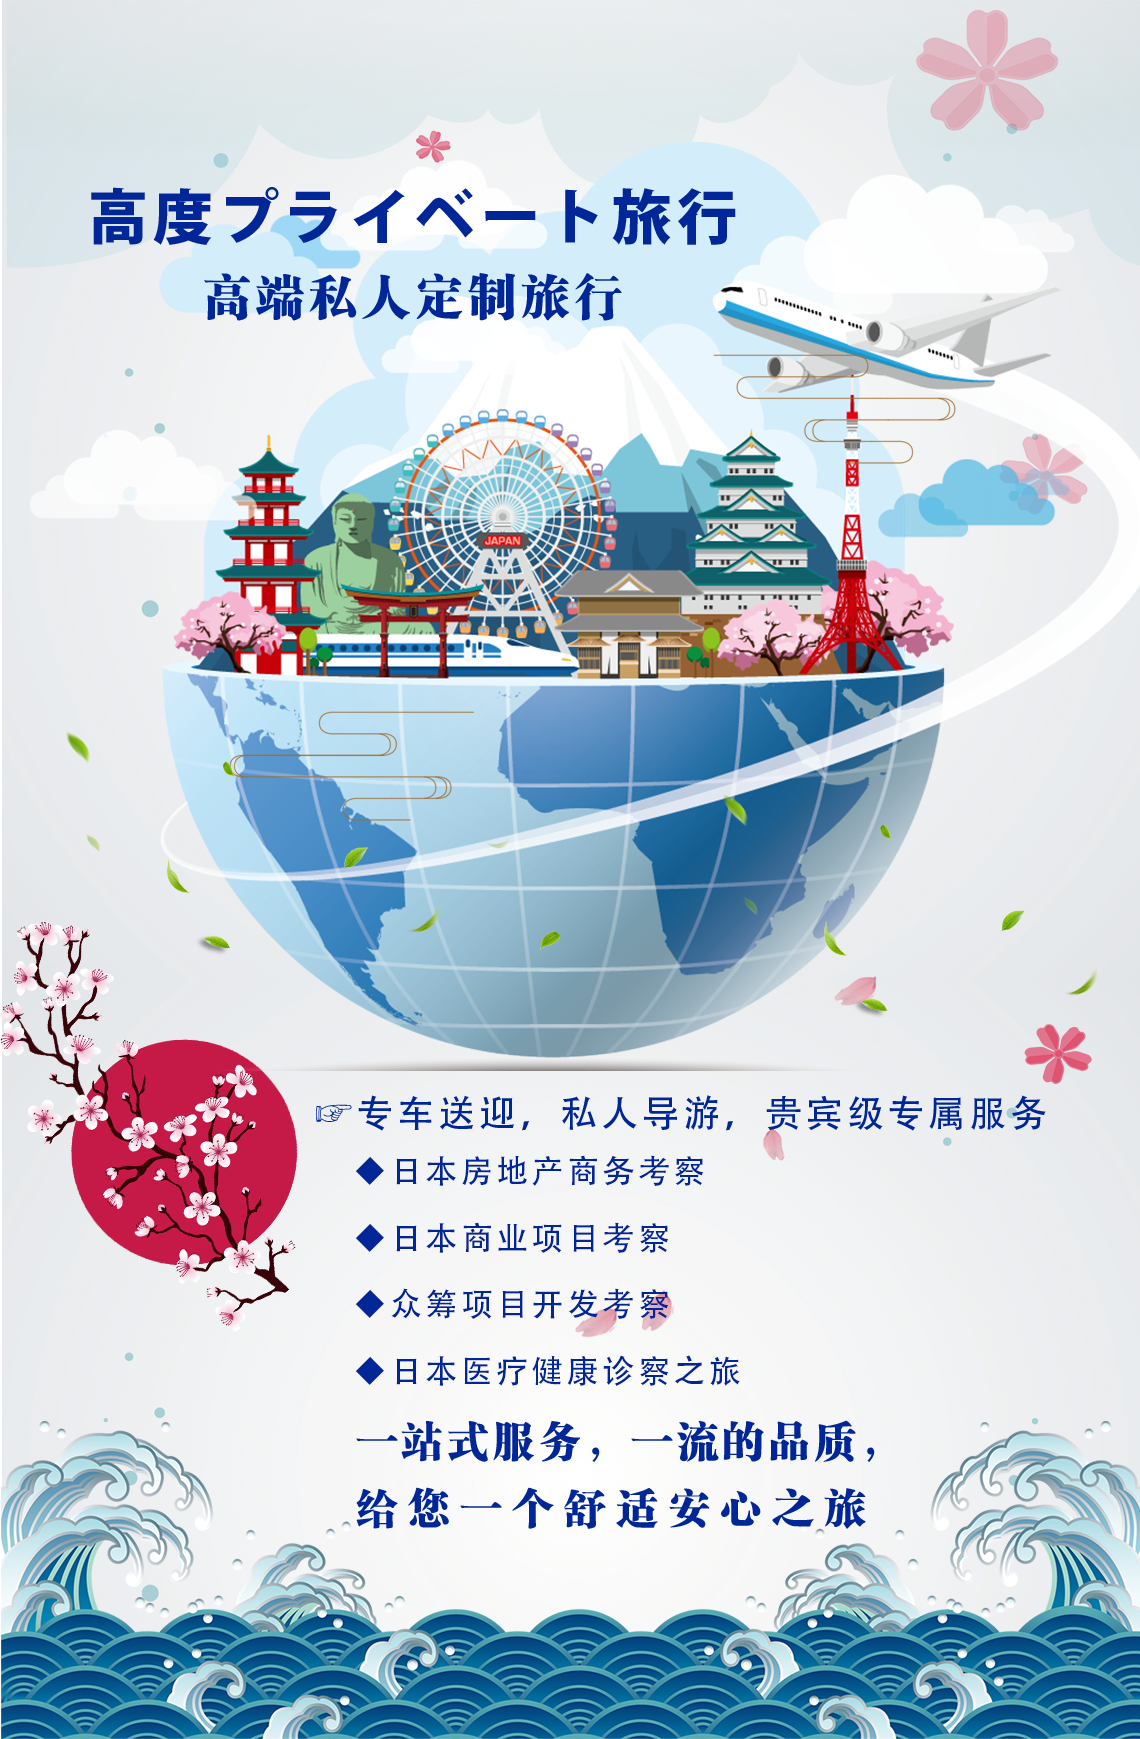 高度プライベート旅行
高端私人定制旅行
JAPAN
☞专车送迎，私人导游，贵宾级专属服务
◆日本房地产商务考察
◆日本商业项目考察
◆众筹项目开发考察
◆日本医疗健康诊察之旅
一站式服务，一流的品质，
给您一个舒适安心之旅